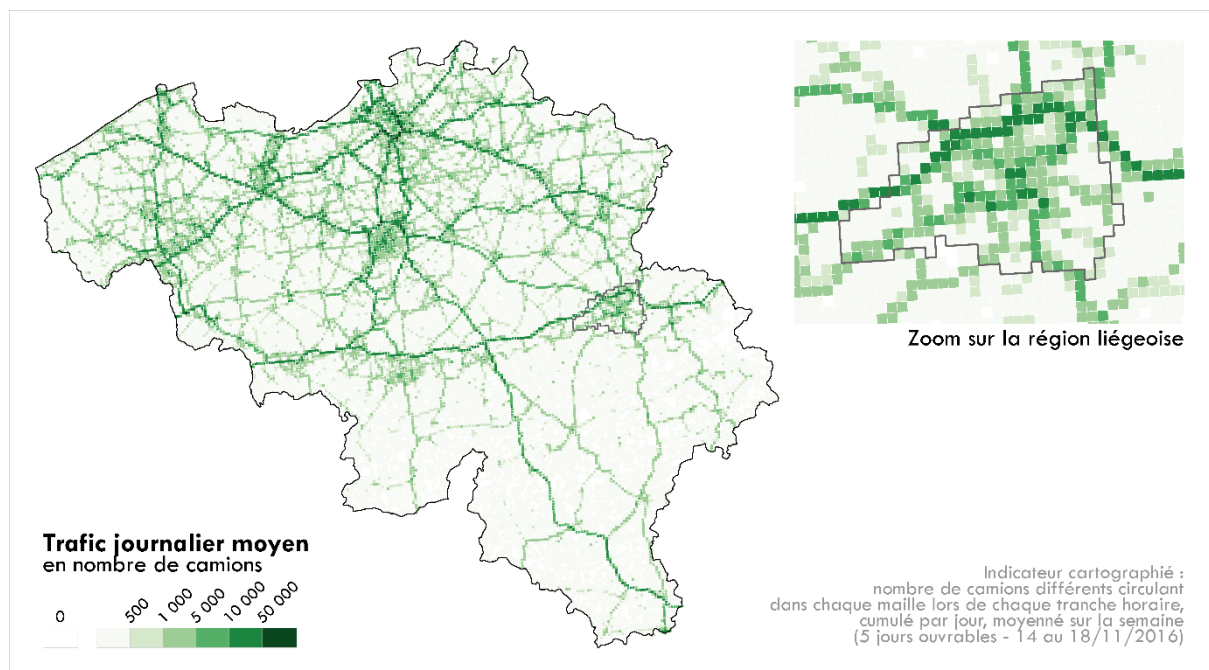 Zoom sur la région liégeoise
Trafic journalier moyen
en nombre de camions
0
500
1 000
5 000
10 000
50 000
Indicateur cartographié :
nombre de camions différents circulant
dans chaque maille lors de chaque tranche horaire,
cumulé par jour, moyenné sur la semaine
(5 jours ouvrables - 14 au 18/11/2016)